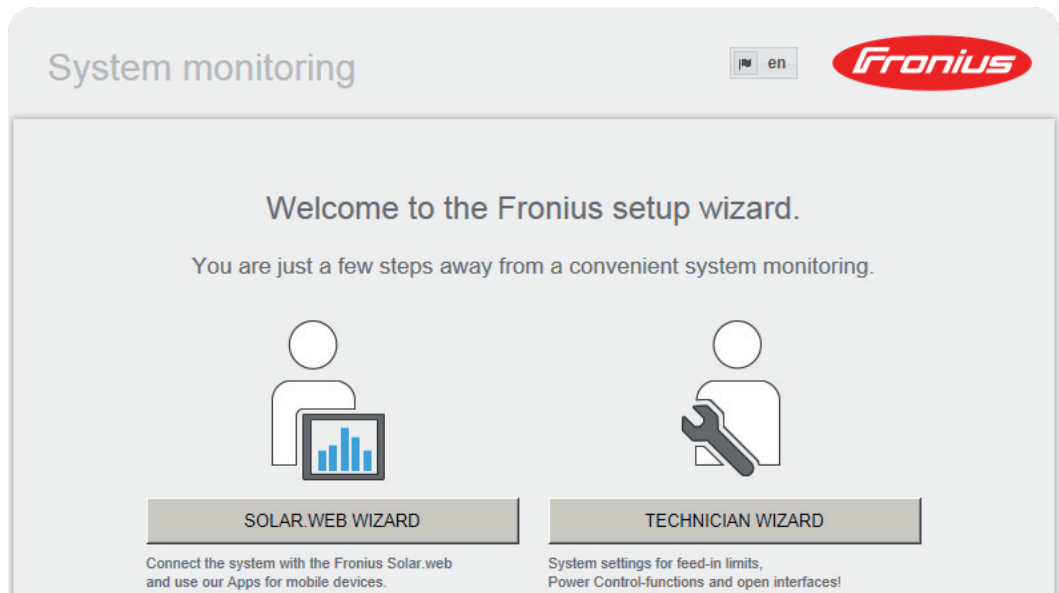 System monitoring
en
Fronius
Welcome to the Fronius setup wizard.
You are just a few steps away from a convenient system monitoring.
SOLAR.WEB WIZARD
TECHNICIAN WIZARD
Connect the system with the Fronius Solar.web
and use our Apps for mobile devices.
System settings for feed-in limits,
Power Control-functions and open interfaces!